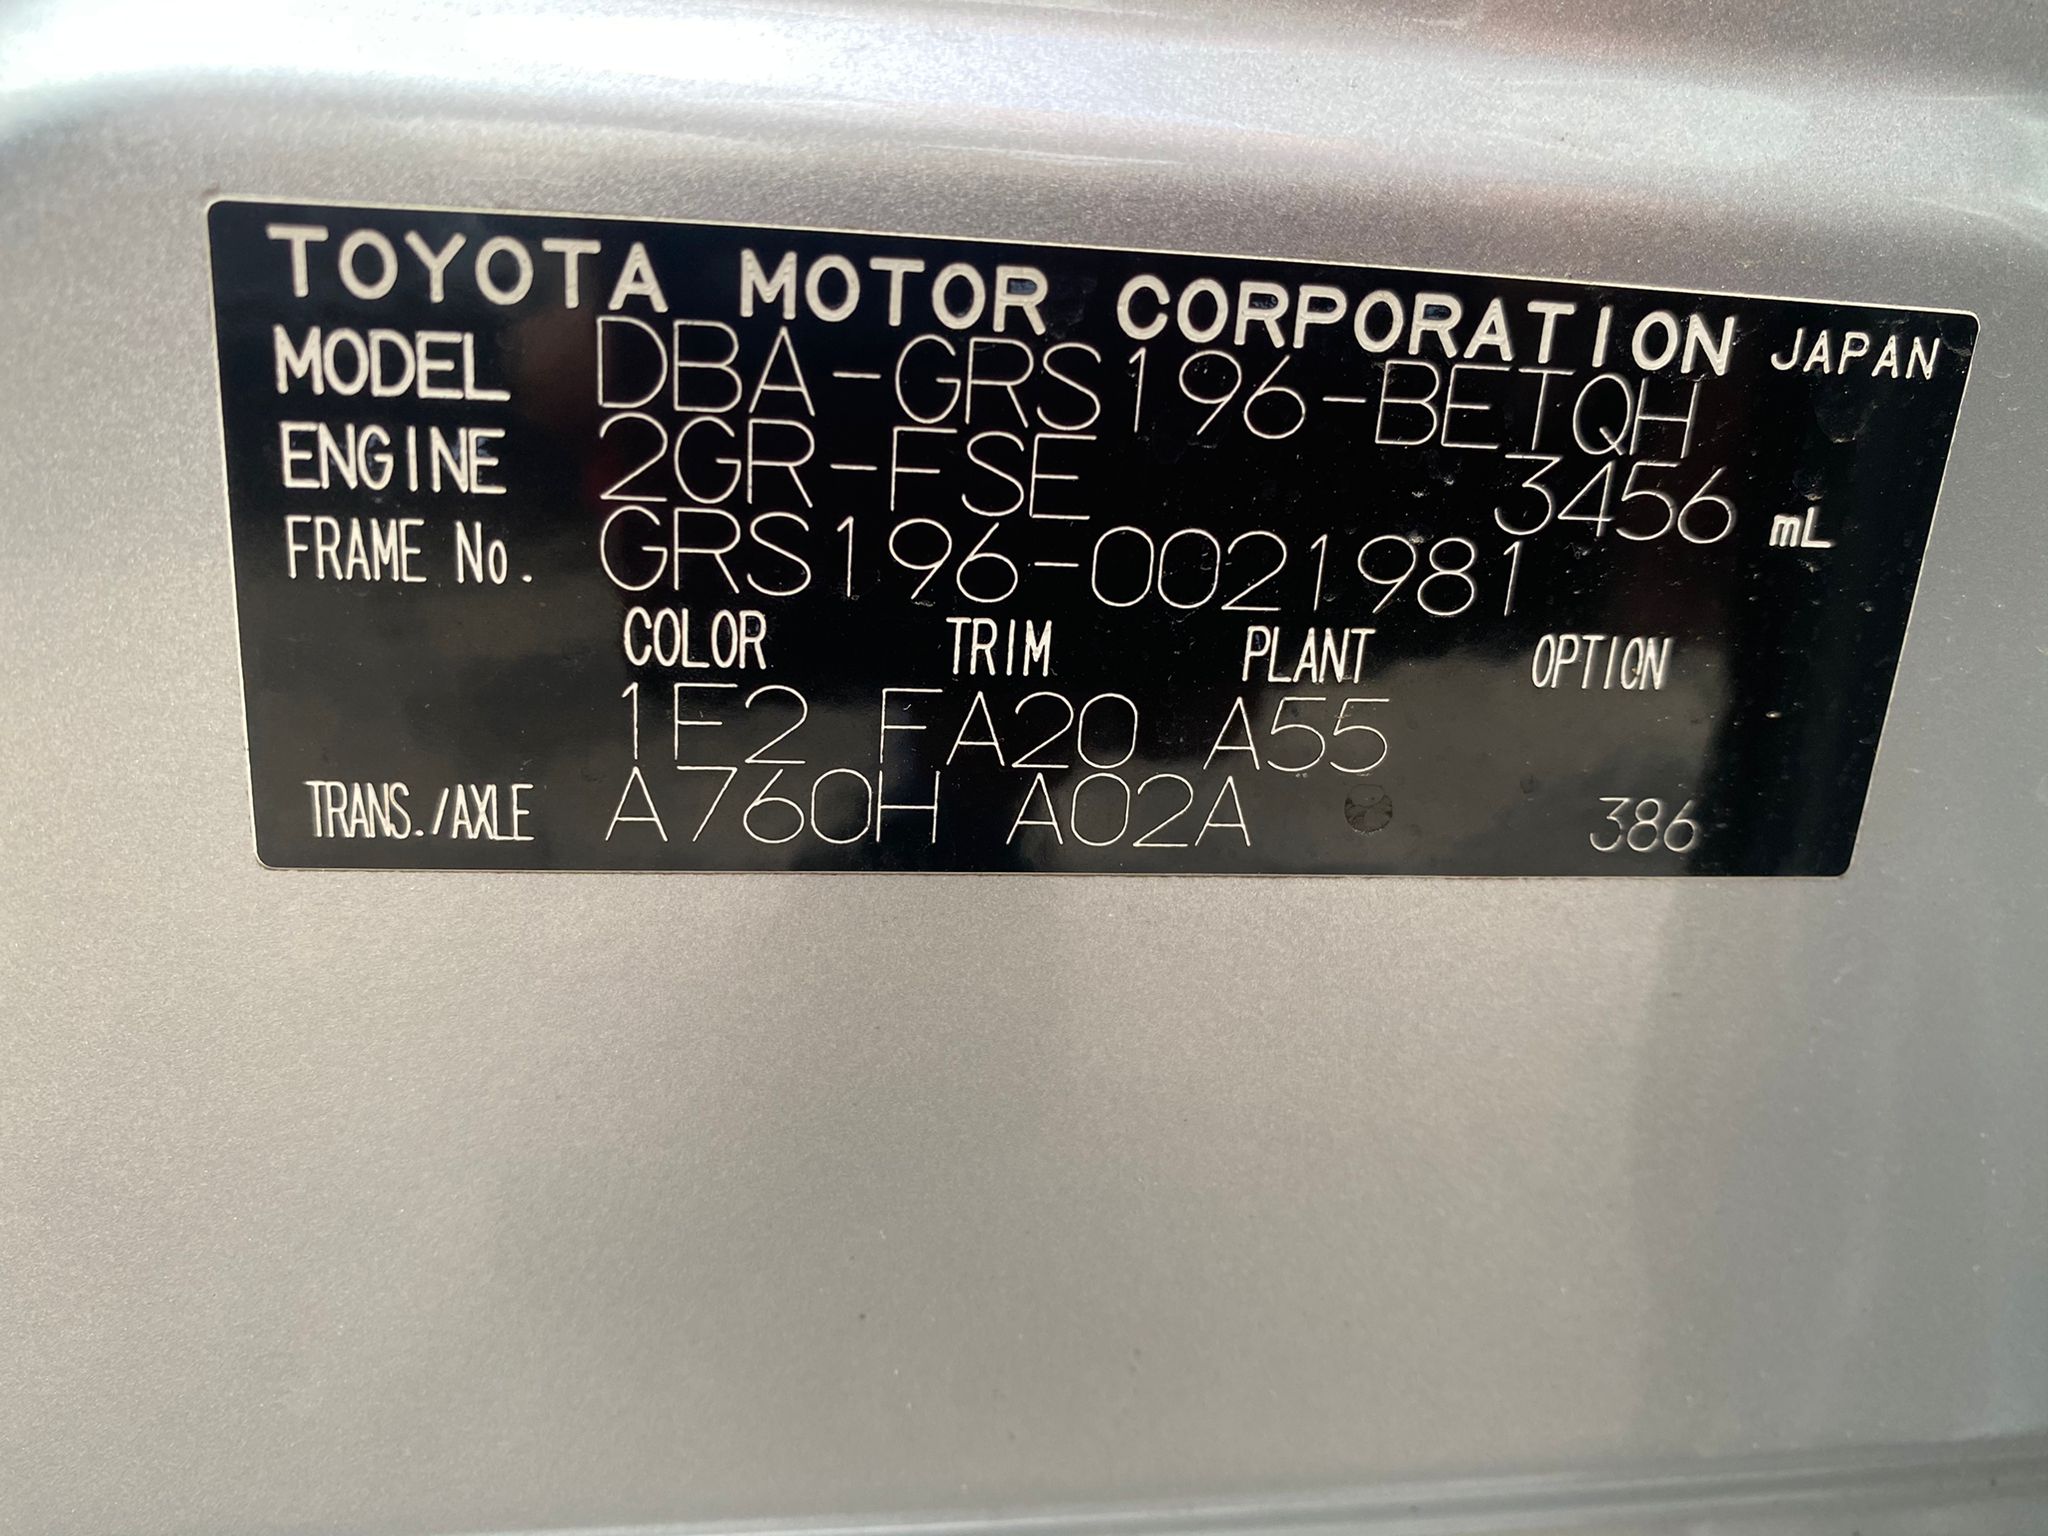 TOYOTA MOTOR CORPORATION JAPAN
MODEL DBA-GRS196-BETQH
ENGINE 2GR-FSE 3456 mL
FRAME No. GRS196-0021981
COLOR TRIM PLANT OPTION
1F2 FA20 A55
TRANS./AXLE A760H A02A 386